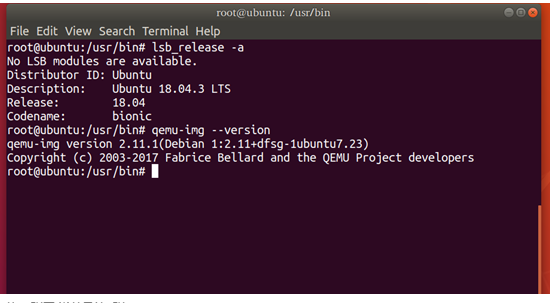 root@ubuntu: /usr/bin
File Edit View Search Terminal Help
root@ubuntu:/usr/bin# lsb_release -a
No LSB modules are available.
Distributor ID: Ubuntu
Description:    Ubuntu 18.04.3 LTS
Release:        18.04
Codename:       bionic
root@ubuntu:/usr/bin# qemu-img --version
qemu-img version 2.11.1(Debian 1:2.11+dfsg-1ubuntu7.23)
Copyright (c) 2003-2017 Fabrice Bellard and the QEMU Project developers
root@ubuntu:/usr/bin#